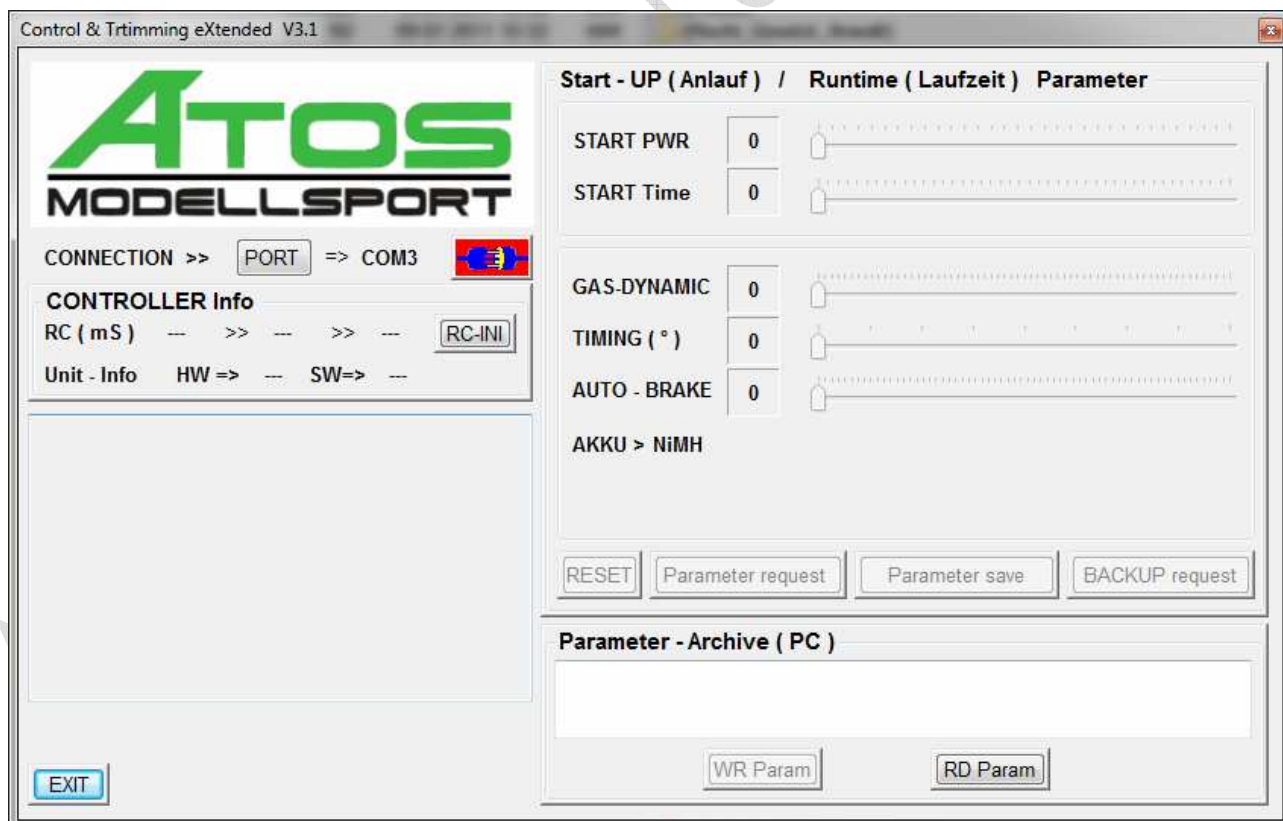 Control & Trtimming eXtended V3.1
ATOS
MODELLSPORT
CONNECTION >> PORT => COM3
CONTROLLER Info
RC ( mS ) --- >> --- >> --- RC-INI
Unit - Info HW => --- SW=> ---
EXIT
Start - UP ( Anlauf ) / Runtime ( Laufzeit ) Parameter
START PWR 0
START Time 0
GAS-DYNAMIC 0
TIMING ( ° ) 0
AUTO - BRAKE 0
AKKU > NiMH
RESET Parameter request Parameter save BACKUP request
Parameter - Archive ( PC )
WR Param RD Param